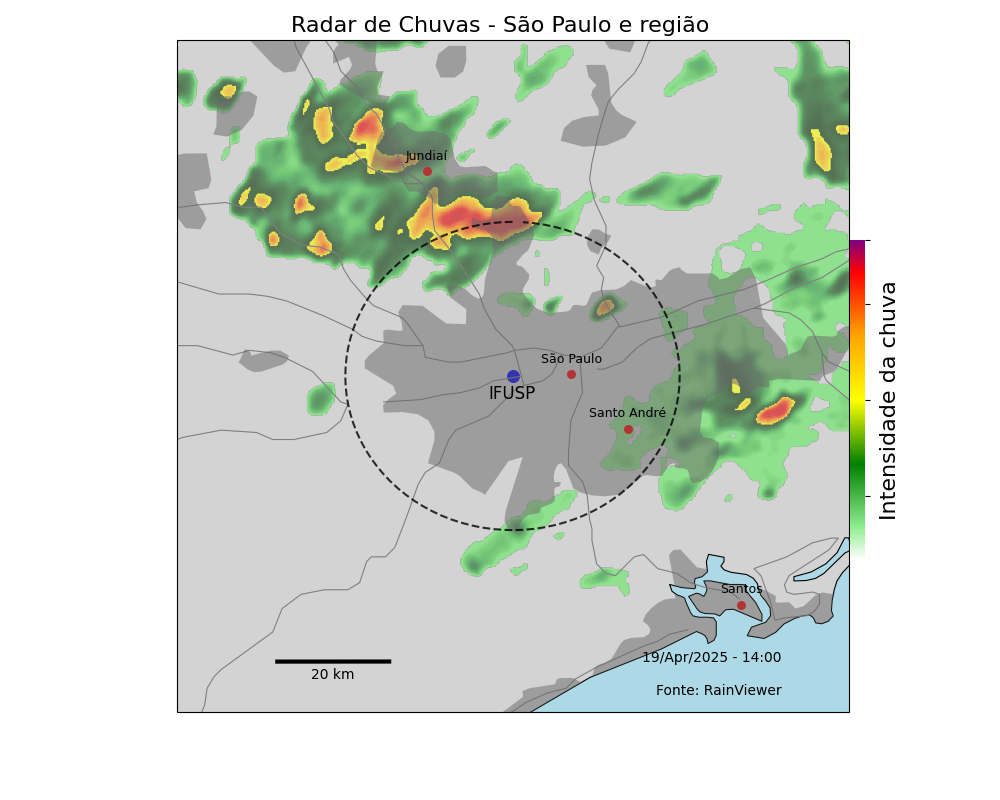 Radar de Chuvas - São Paulo e região
Jundiaí
São Paulo
IFUSP
Santo André
Intensidade da chuva
Santos
19/Apr/2025 - 14:00
20 km
Fonte: RainViewer